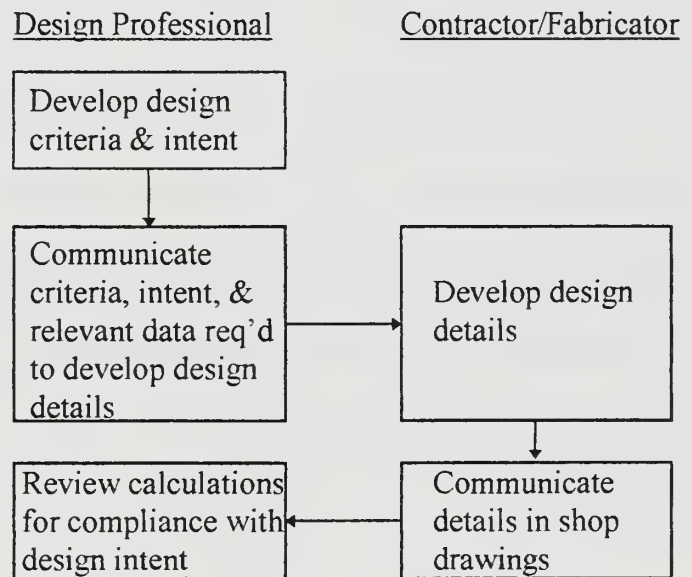 Design Professional
Contractor/Fabricator
Develop design
criteria & intent
Communicate
criteria, intent, &
relevant data req'd
to develop design
details
Develop design
details
Communicate
details in shop
drawings
Review calculations
for compliance with
design intent